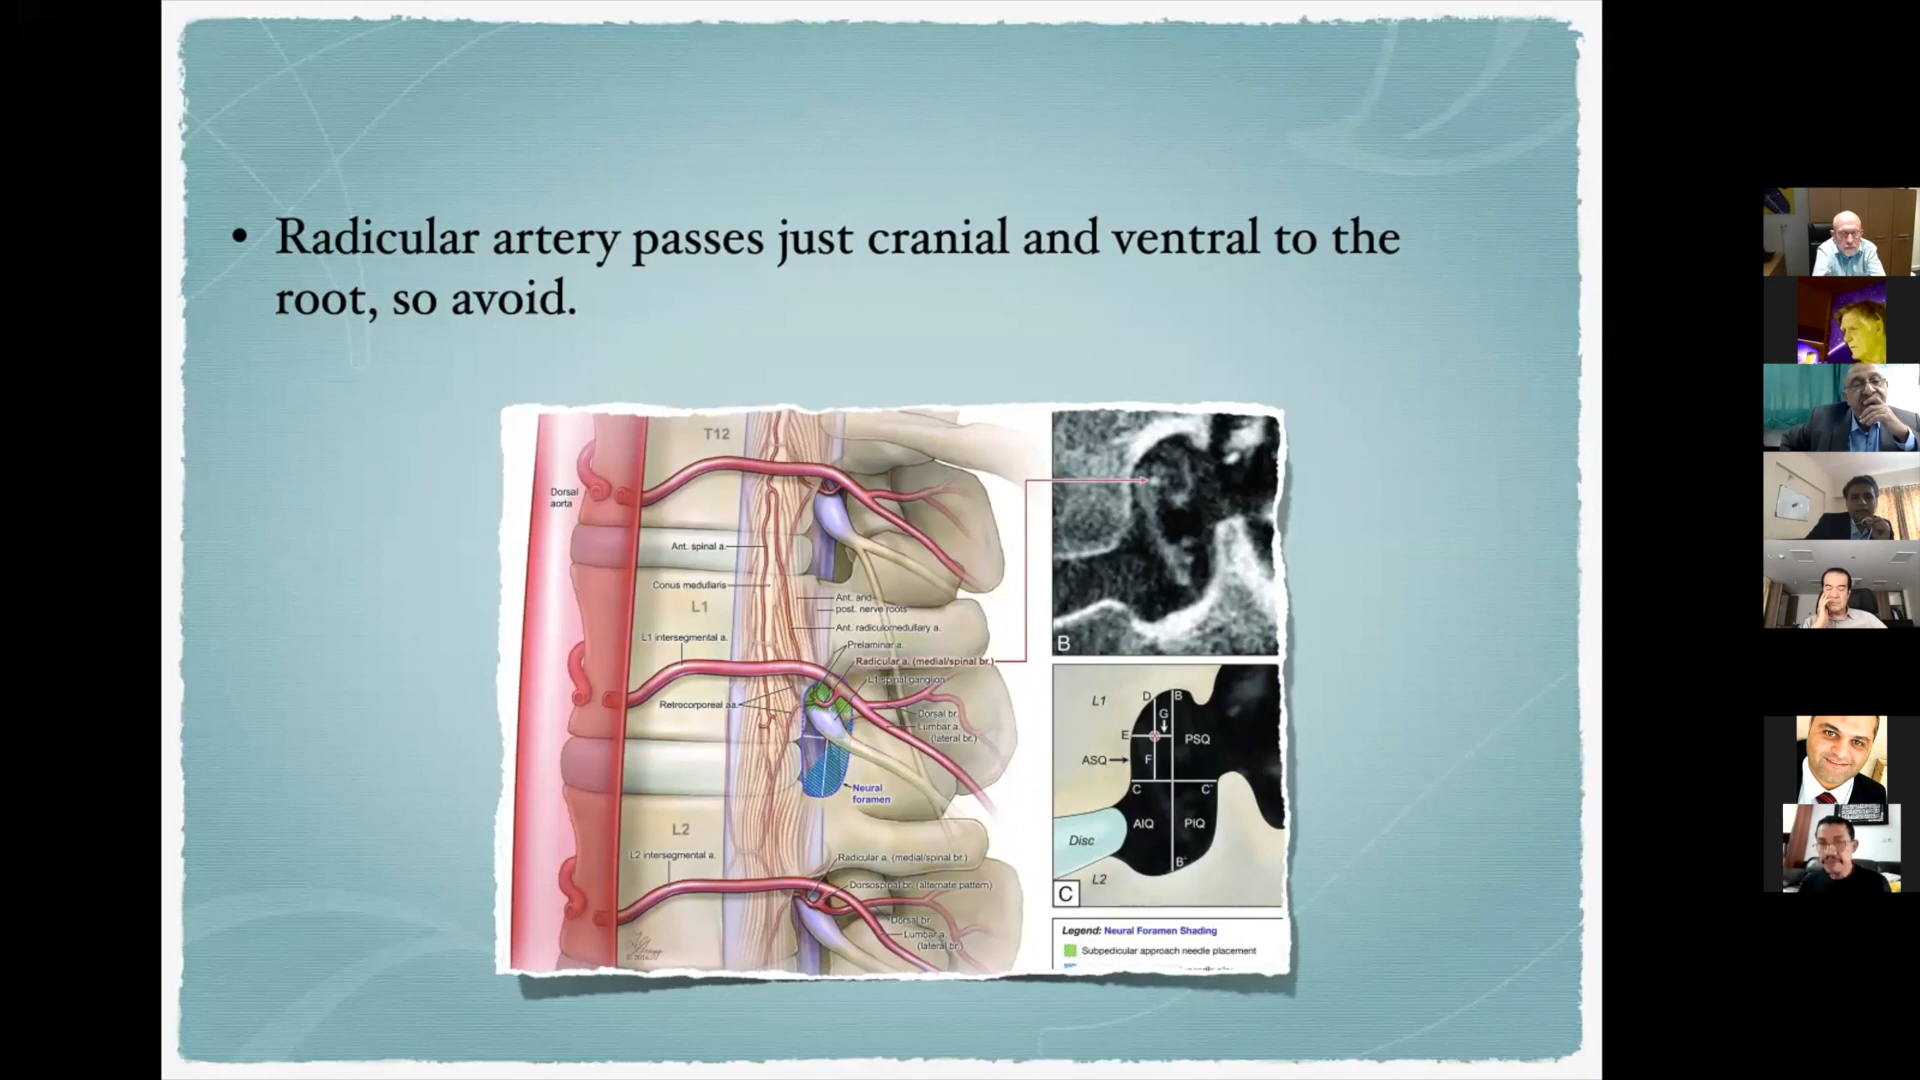 • Radicular artery passes just cranial and ventral to the
root, so avoid.
T12
Dorsal
aorta
Ant. spinal a.
Conus medullaris
L1
Ant. and
post. nerve roots
Ant. radiculomedullary a.
L1 intersegmental a.
Prelaminar a.
Radicular a. (medial/spinal br.)
L1 spinal ganglion
Retrocorporeal aa.
Dorsal br.
Lumbar a.
(lateral br.)
Neural
foramen
L2
L2 intersegmental a.
Radicular a. (medial/spinal br.)
Dorsospinal br. (alternate pattern)
Dorsal br.
Lumbar a.
(lateral br.)
B
L1
D
B
G
E
PSQ
ASQ
F
C
C'
AIQ
PIQ
Disc
B'
L2
C
Legend: Neural Foramen Shading
Subpedicular approach needle placement